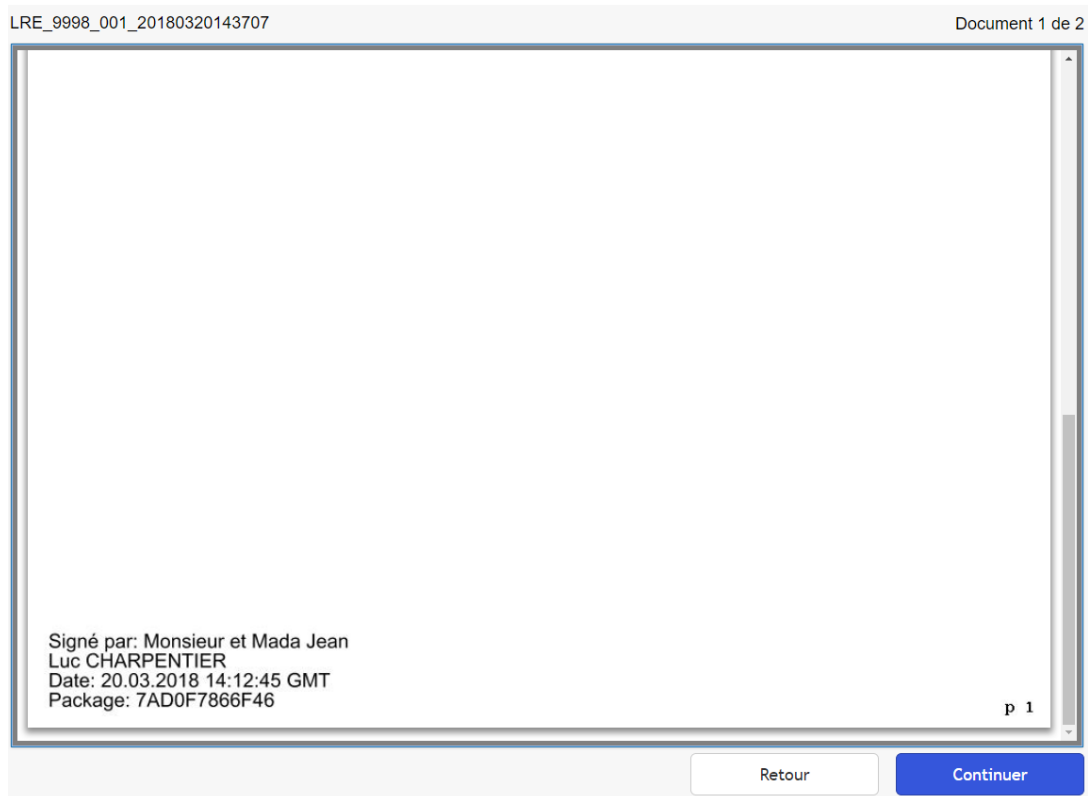 LRE_9998_001_20180320143707
Document 1 de 2
Signé par: Monsieur et Mada Jean
Luc CHARPENTIER
Date: 20.03.2018 14:12:45 GMT
Package: 7AD0F7866F46
p 1
Retour
Continuer